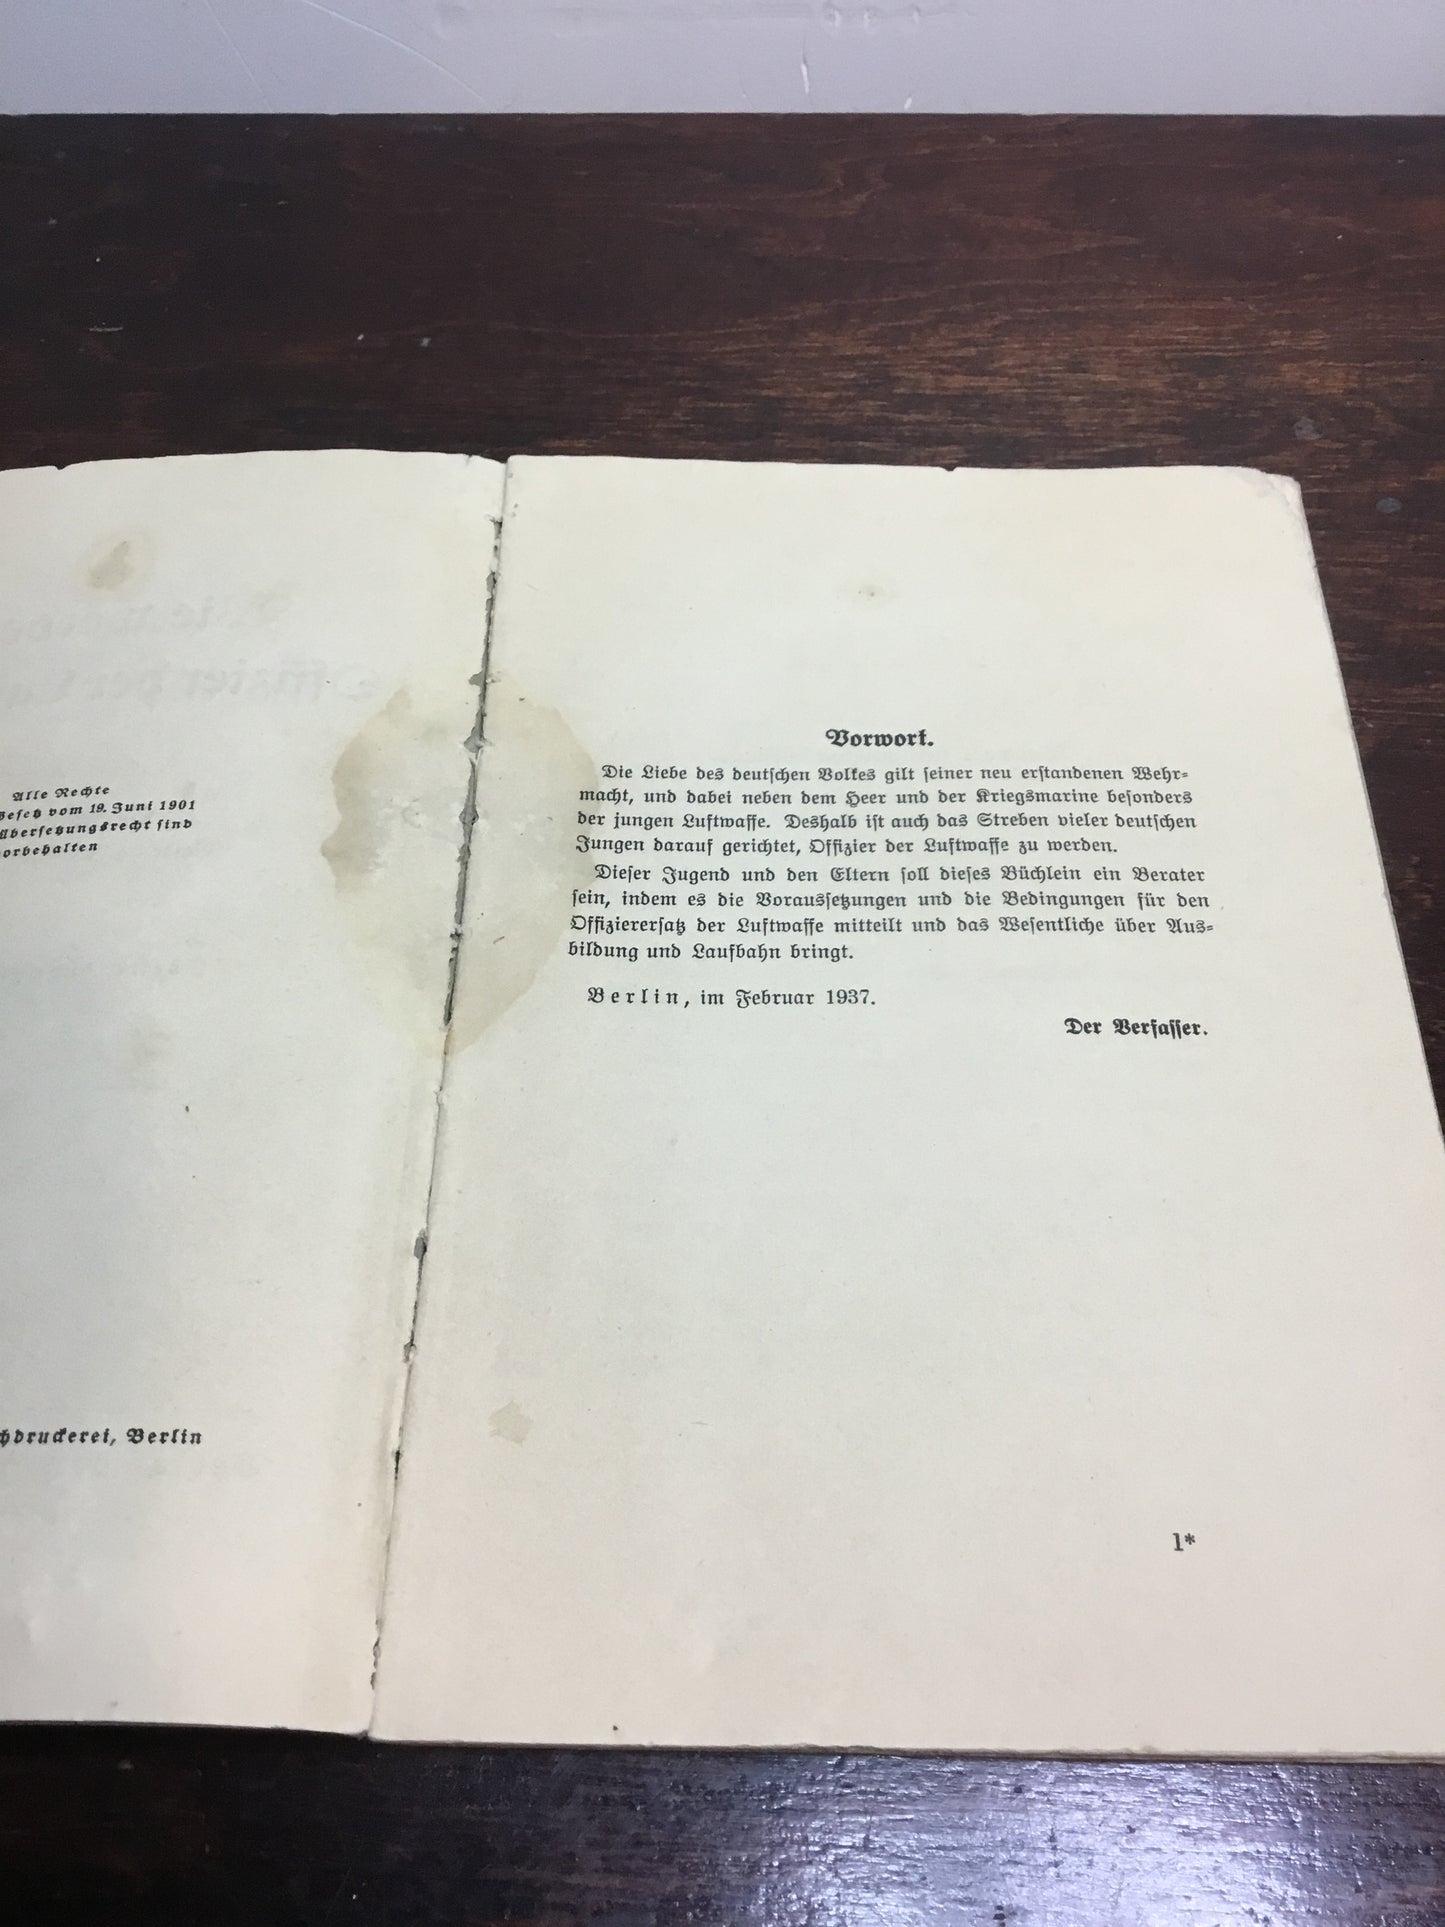 Alle Rechte
vom 19. Juni 1901
Übersetzungsrecht sind
vorbehalten
Berlin
Vorwort.
Die Liebe des deutschen Volkes gilt seiner neu erstandenen Wehr-
macht, und dabei neben dem Heer und der Kriegsmarine besonders
der jungen Luftwaffe. Deshalb ist auch das Streben vieler deutschen
Jungen darauf gerichtet, Offizier der Luftwaffe zu werden.
Dieser Jugend und den Eltern soll dieses Büchlein ein Berater
sein, indem es die Voraussetzungen und die Bedingungen für den
Offizierersatz der Luftwaffe mitteilt und das Wesentliche über Aus-
bildung und Laufbahn bringt.
Berlin, im Februar 1937.
Der Verfasser.
1*